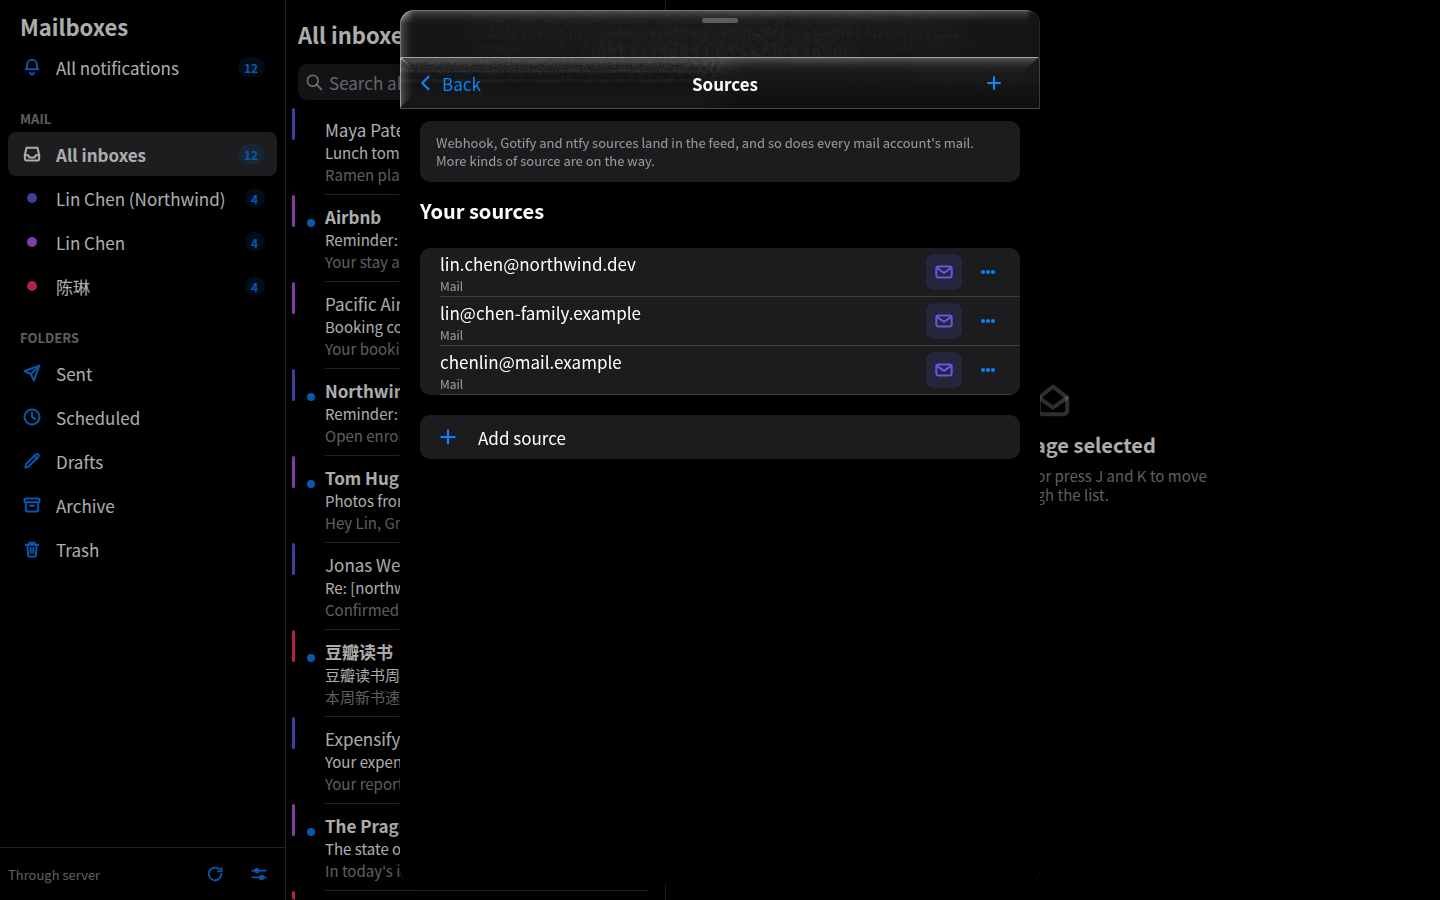 Mailboxes
All notifications 12
MAIL
All inboxes 12
Lin Chen (Northwind) 4
Lin Chen 4
陈琳 4
FOLDERS
Sent
Scheduled
Drafts
Archive
Trash
Through server
All inboxe
Search al
Maya Pate
Lunch tom
Ramen pla
Airbnb
Reminder:
Your stay a
Pacific Air
Booking co
Your booki
Northwin
Reminder:
Open enro
Tom Hug
Photos fro
Hey Lin, Gr
Jonas We
Re: [northw
Confirmed
豆瓣读书
豆瓣读书周
本周新书速
Expensify
Your expen
Your report
The Prag
The state o
In today's i
Back
Sources
Webhook, Gotify and ntfy sources land in the feed, and so does every mail account's mail.
More kinds of source are on the way.
Your sources
lin.chen@northwind.dev
Mail
lin@chen-family.example
Mail
chenlin@mail.example
Mail
Add source
age selected
or press J and K to move
gh the list.